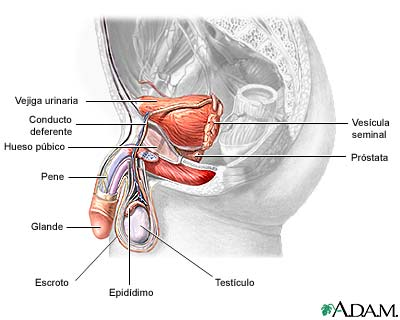 Vejiga urinaria
Conducto
deferente
Hueso púbico
Pene
Glande
Escroto
Epidídimo
Testículo
Vesícula
seminal
Próstata
A.D.A.M.